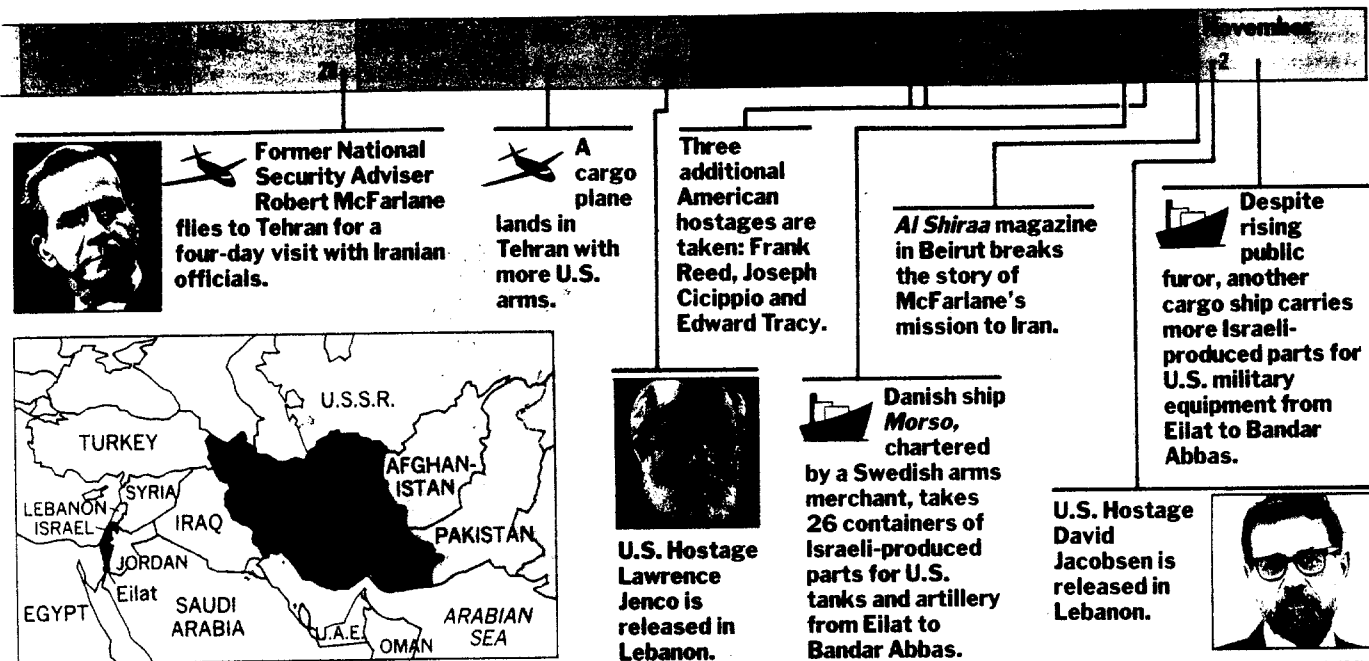 November
28
2
Former National
Security Adviser
Robert McFarlane
flies to Tehran for a
four-day visit with Iranian
officials.
A
cargo
plane
lands in
Tehran with
more U.S.
arms.
Three
additional
American
hostages are
taken: Frank
Reed, Joseph
Cicippio and
Edward Tracy.
Al Shiraa magazine
in Beirut breaks
the story of
McFarlane's
mission to Iran.
Despite
rising
public
furor, another
cargo ship carries
more Israeli-
produced parts for
U.S. military
equipment from
Eilat to Bandar
Abbas.
U.S.S.R.
TURKEY
AFGHAN-
ISTAN
SYRIA
LEBANON
ISRAEL
IRAQ
PAKISTAN
JORDAN
Eilat
EGYPT
SAUDI
ARABIA
U.A.E.
OMAN
ARABIAN
SEA
U.S. Hostage
Lawrence
Jenco is
released in
Lebanon.
Danish ship
Morso,
chartered
by a Swedish arms
merchant, takes
26 containers of
Israeli-produced
parts for U.S.
tanks and artillery
from Eilat to
Bandar Abbas.
U.S. Hostage
David
Jacobsen is
released in
Lebanon.